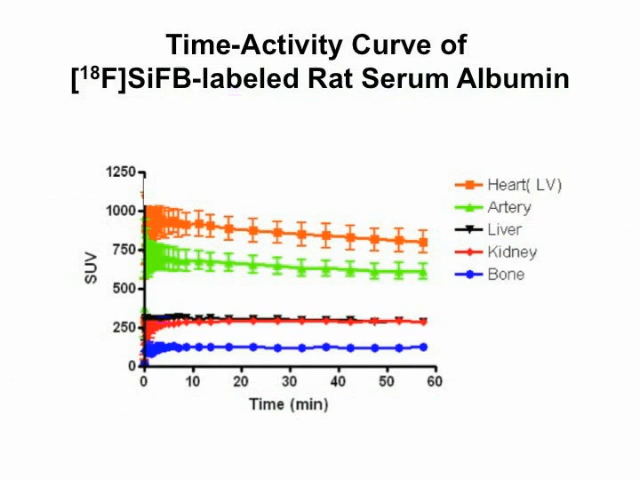 Time-Activity Curve of
[¹⁸F]SiFB-labeled Rat Serum Albumin
1250
1000
750
500
250
0
SUV
0 10 20 30 40 50 60
Time (min)
Heart( LV)
Artery
Liver
Kidney
Bone